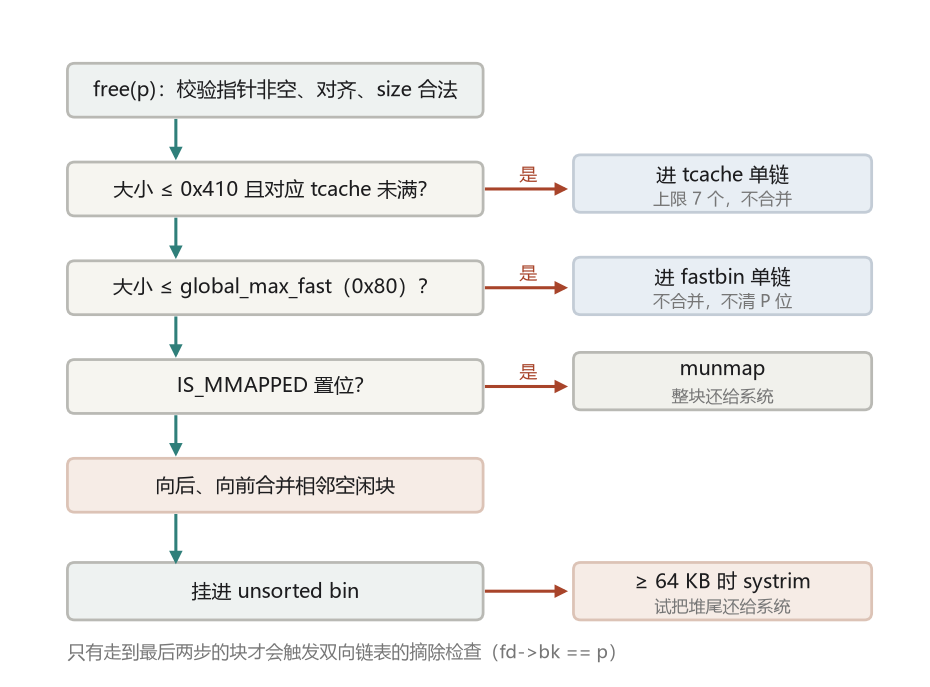 free(p)：校验指针非空、对齐、size 合法
大小 ≤ 0x410 且对应 tcache 未满?
是
进 tcache 单链
上限 7 个，不合并
大小 ≤ global_max_fast（0x80）?
是
进 fastbin 单链
不合并，不清 P 位
IS_MMAPPED 置位?
是
munmap
整块还给系统
向后、向前合并相邻空闲块
挂进 unsorted bin
≥ 64 KB 时 systrim
试把堆尾还给系统
只有走到最后两步的块才会触发双向链表的摘除检查（fd->bk == p）